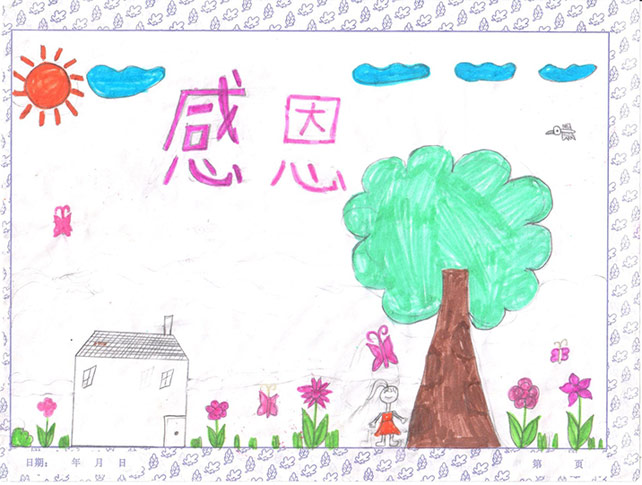 感恩
日期： 年 月 日 第 页